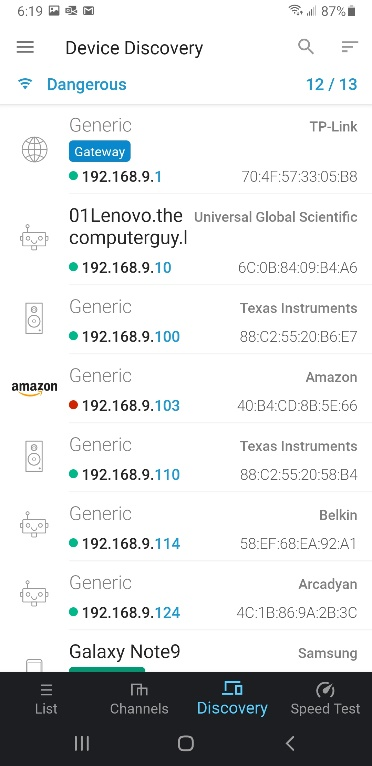 6:19 87%
Device Discovery
Dangerous 12 / 13
Generic TP-Link
Gateway
192.168.9.1 70:4F:57:33:05:B8
01Lenovo.the Universal Global Scientific
computerguy.l
192.168.9.10 6C:0B:84:09:B4:A6
Generic Texas Instruments
192.168.9.100 88:C2:55:20:B6:E7
Generic Amazon
amazon
192.168.9.103 40:B4:CD:8B:5E:66
Generic Texas Instruments
192.168.9.110 88:C2:55:20:58:B4
Generic Belkin
192.168.9.114 58:EF:68:EA:92:A1
Generic Arcadyan
192.168.9.124 4C:1B:86:9A:2B:3C
Galaxy Note9 Samsung
List Channels Discovery Speed Test